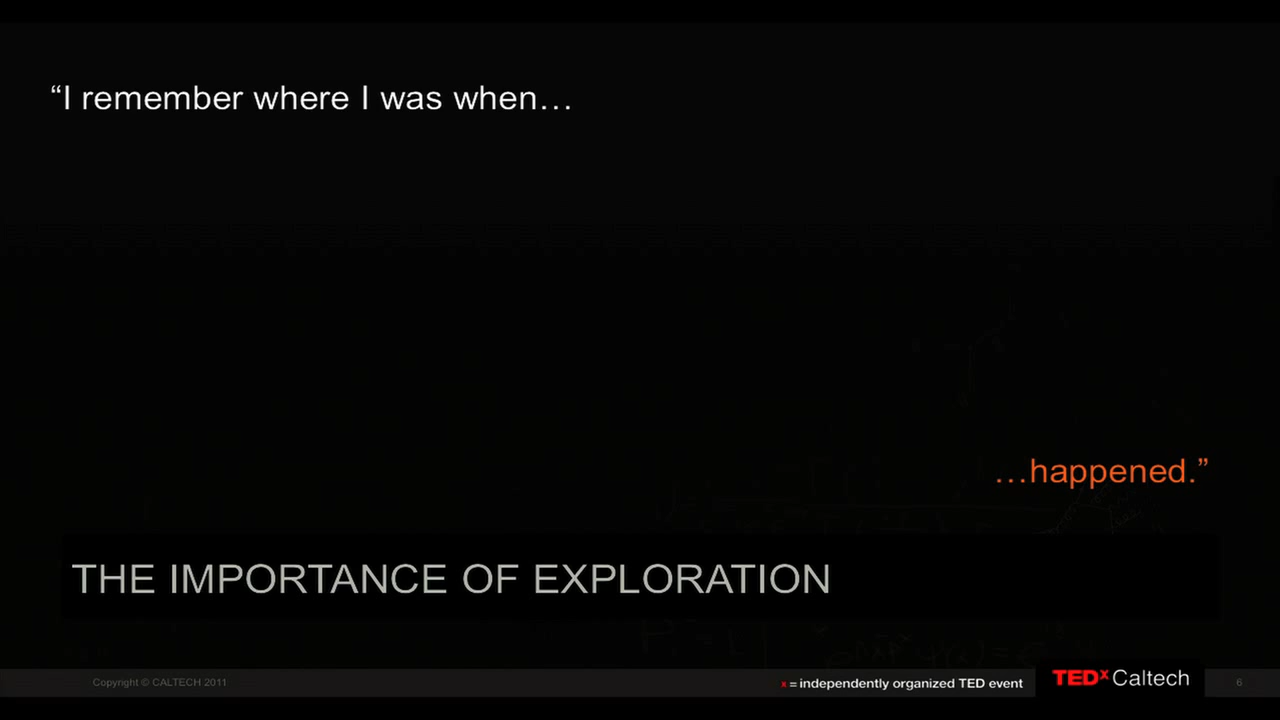 “I remember where I was when…
…happened.”
THE IMPORTANCE OF EXPLORATION
Copyright © CALTECH 2011
x = independently organized TED event
TEDx Caltech
6